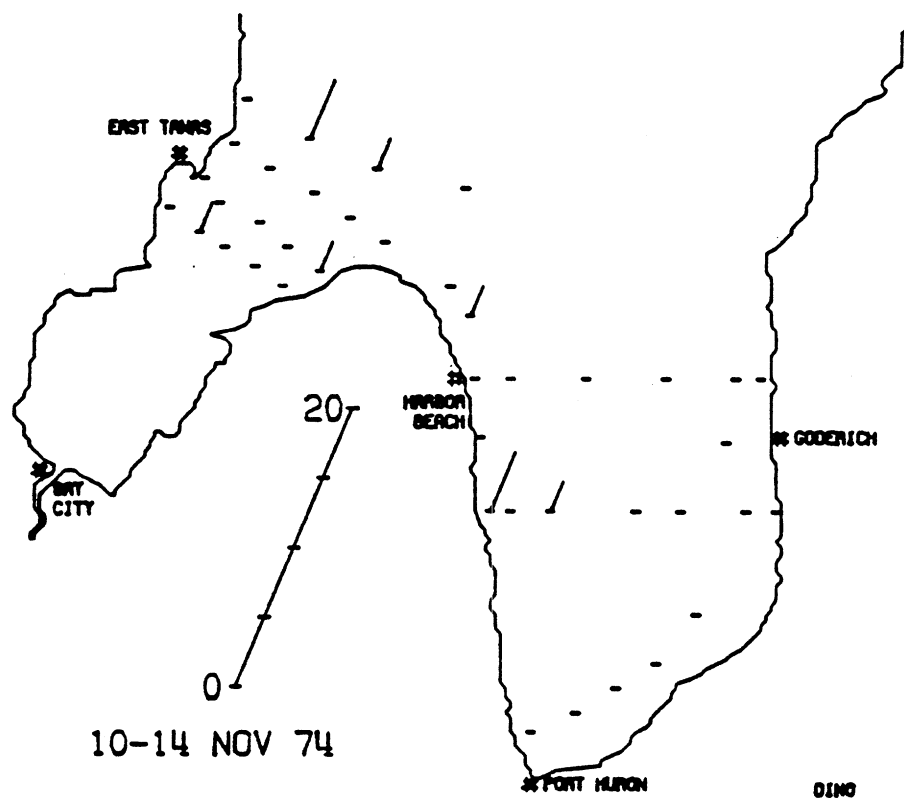 EAST TAWAS
20
HARBOR
BEACH
GODERICH
BAY
CITY
0
10-14 NOV 74
PORT HURON
DINO